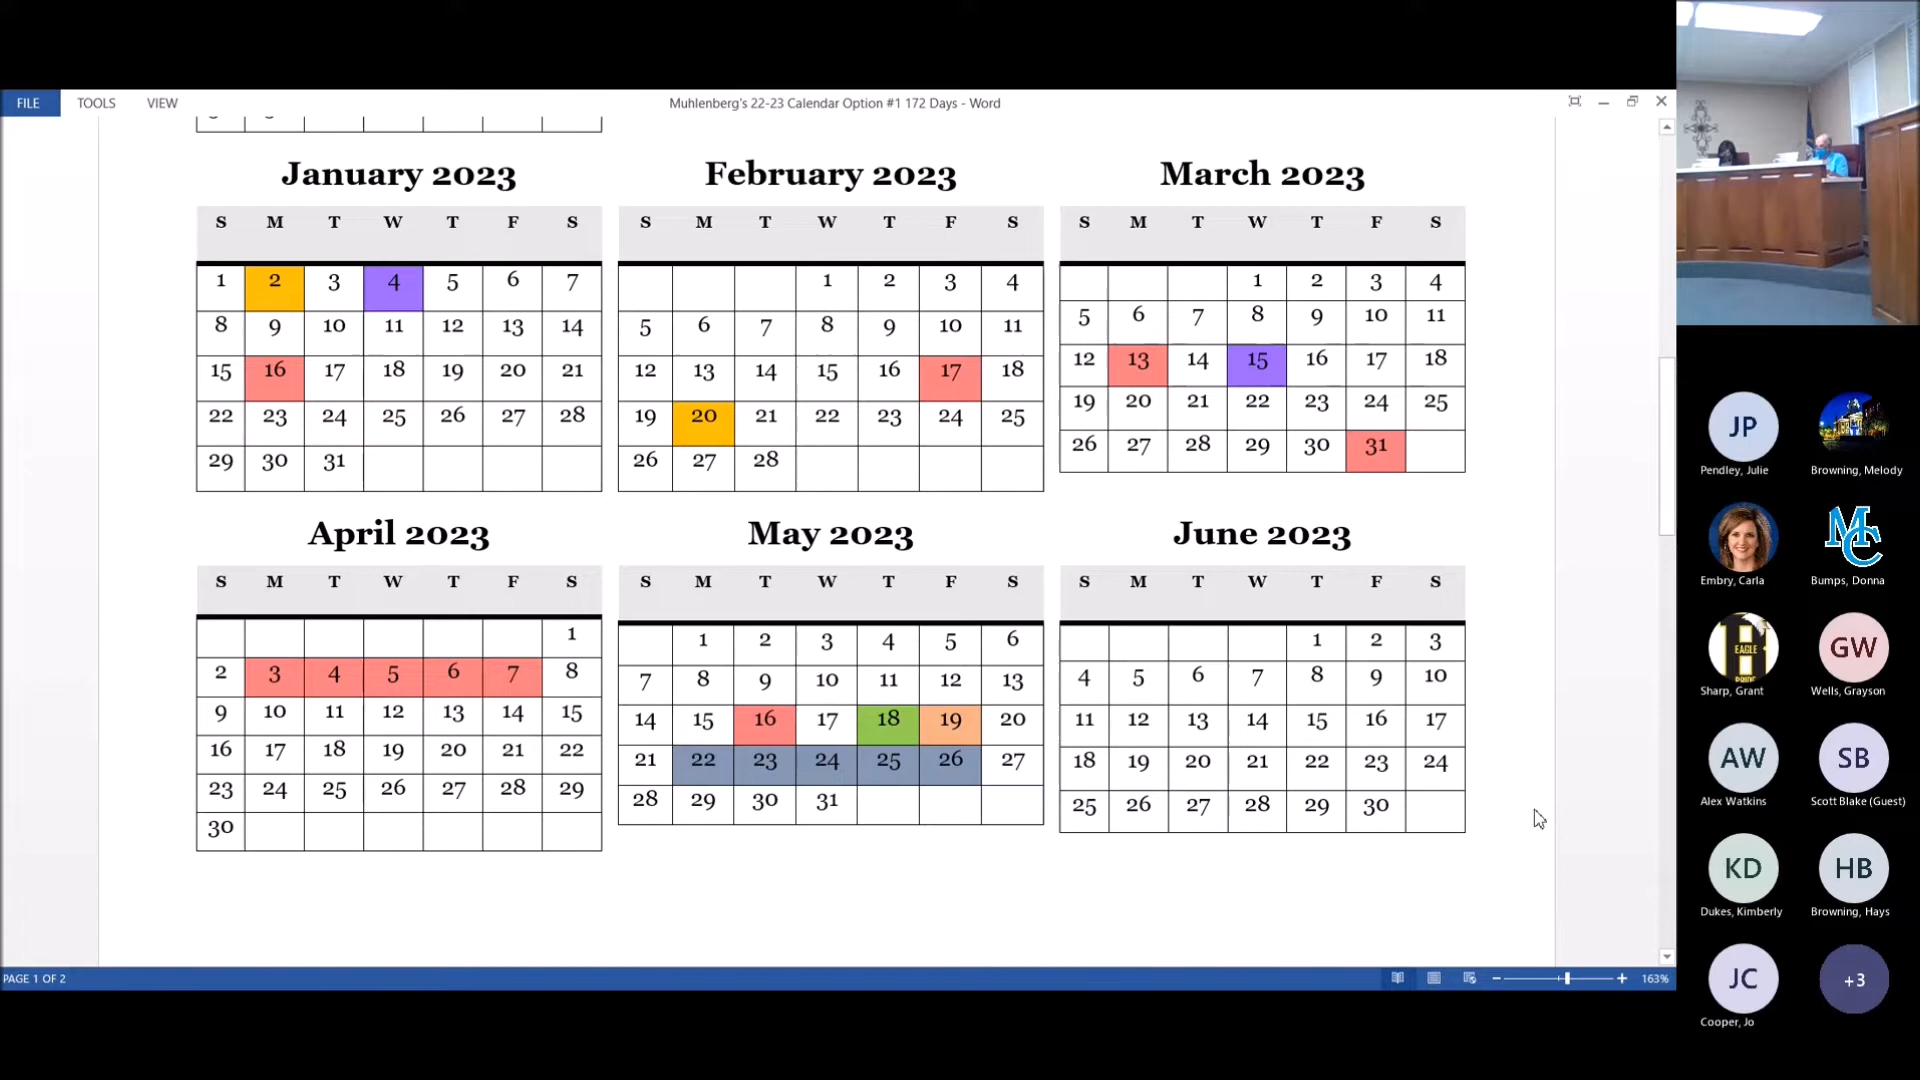 FILE TOOLS VIEW Muhlenberg's 22-23 Calendar Option #1 172 Days - Word
January 2023 February 2023 March 2023
S M T W T F S S M T W T F S S M T W T F S
1 2 3 4 5 6 7 1 2 3 4 1 2 3 4
8 9 10 11 12 13 14 5 6 7 8 9 10 11 5 6 7 8 9 10 11
15 16 17 18 19 20 21 12 13 14 15 16 17 18 12 13 14 15 16 17 18
22 23 24 25 26 27 28 19 20 21 22 23 24 25 19 20 21 22 23 24 25
29 30 31 26 27 28 26 27 28 29 30 31
April 2023 May 2023 June 2023
S M T W T F S S M T W T F S S M T W T F S
1 1 2 3 4 5 6 1 2 3
2 3 4 5 6 7 8 7 8 9 10 11 12 13 4 5 6 7 8 9 10
9 10 11 12 13 14 15 14 15 16 17 18 19 20 11 12 13 14 15 16 17
16 17 18 19 20 21 22 21 22 23 24 25 26 27 18 19 20 21 22 23 24
23 24 25 26 27 28 29 28 29 30 31 25 26 27 28 29 30
30
PAGE 1 OF 2 163%
JP
Pendley, Julie Browning, Melody
MC
Embry, Carla Bumps, Donna
H EAGLE GW
Sharp, Grant Wells, Grayson
AW SB
Alex Watkins Scott Blake (Guest)
KD HB
Dukes, Kimberly Browning, Hays
JC +3
Cooper, Jo